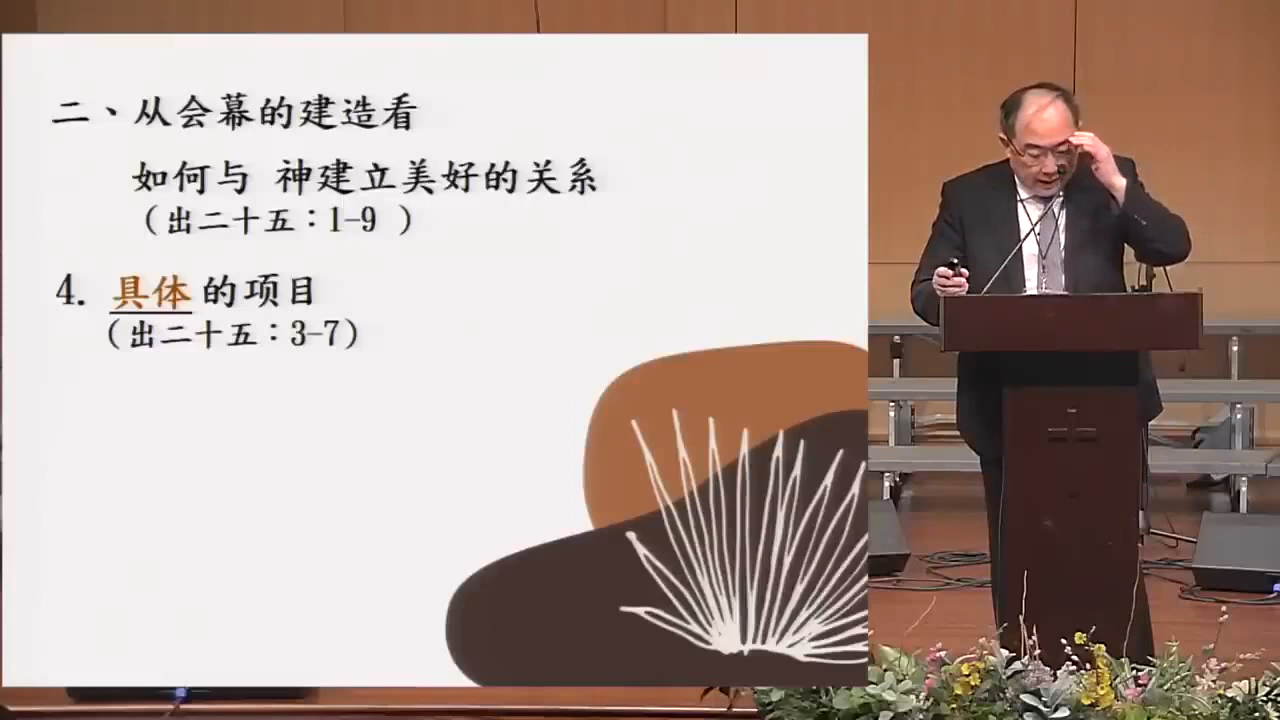 二、从会幕的建造看
如何与 神建立美好的关系
（出二十五：1-9 ）
4. 具体 的项目
（出二十五：3-7）